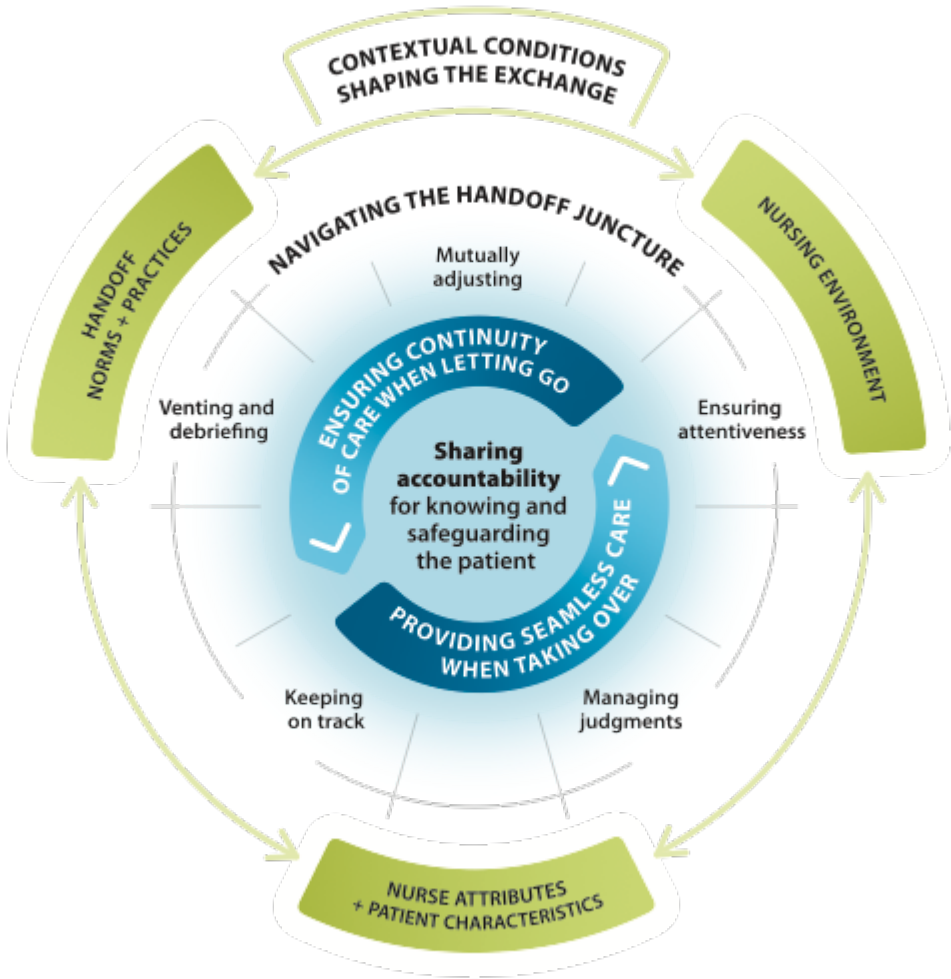 CONTEXTUAL CONDITIONS
SHAPING THE EXCHANGE
HANDOFF
NORMS + PRACTICES
NURSING ENVIRONMENT
NAVIGATING THE HANDOFF JUNCTURE
Mutually
adjusting
Venting and
debriefing
Ensuring
attentiveness
ENSURING CONTINUITY
OF CARE WHEN LETTING GO
Sharing
accountability
for knowing and
safeguarding
the patient
PROVIDING SEAMLESS CARE
WHEN TAKING OVER
Keeping
on track
Managing
judgments
NURSE ATTRIBUTES
+ PATIENT CHARACTERISTICS